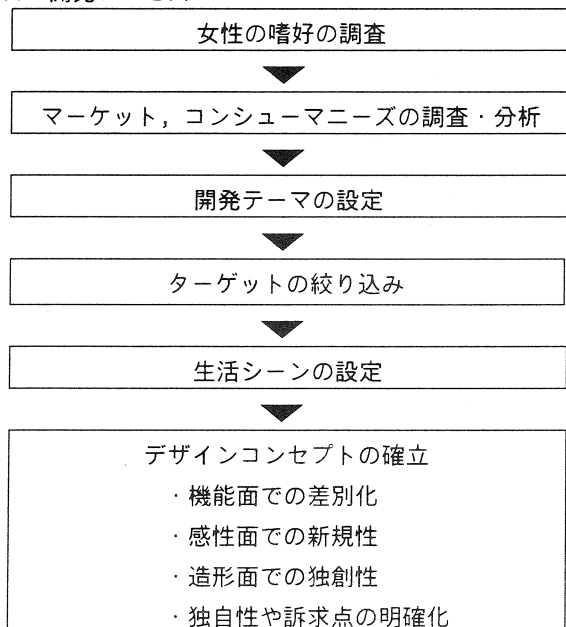 女性の嗜好の調査
マーケット，コンシューマニーズの調査・分析
開発テーマの設定
ターゲットの絞り込み
生活シーンの設定
デザインコンセプトの確立
・機能面での差別化
・感性面での新規性
・造形面での独創性
・独自性や訴求点の明確化